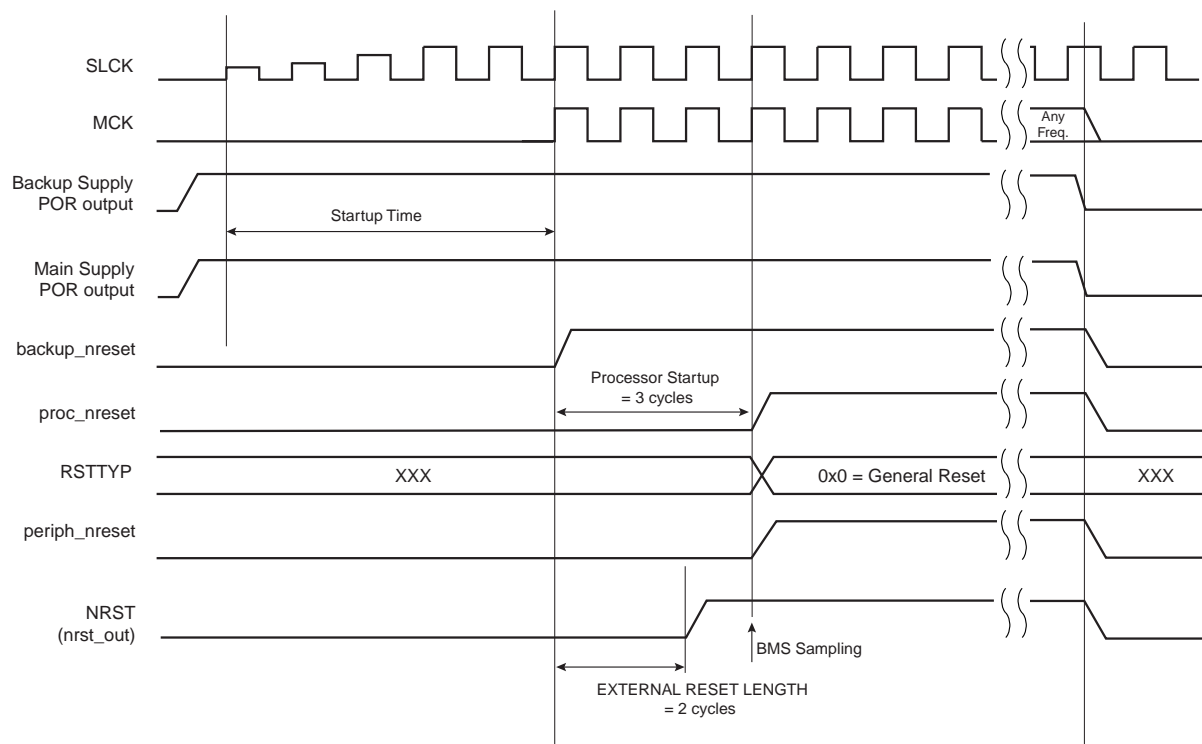 SLCK
MCK
Any
Freq.
Backup Supply
POR output
Startup Time
Main Supply
POR output
backup_nreset
Processor Startup
= 3 cycles
proc_nreset
RSTTYP
XXX
0x0 = General Reset
XXX
periph_nreset
NRST
(nrst_out)
BMS Sampling
EXTERNAL RESET LENGTH
= 2 cycles